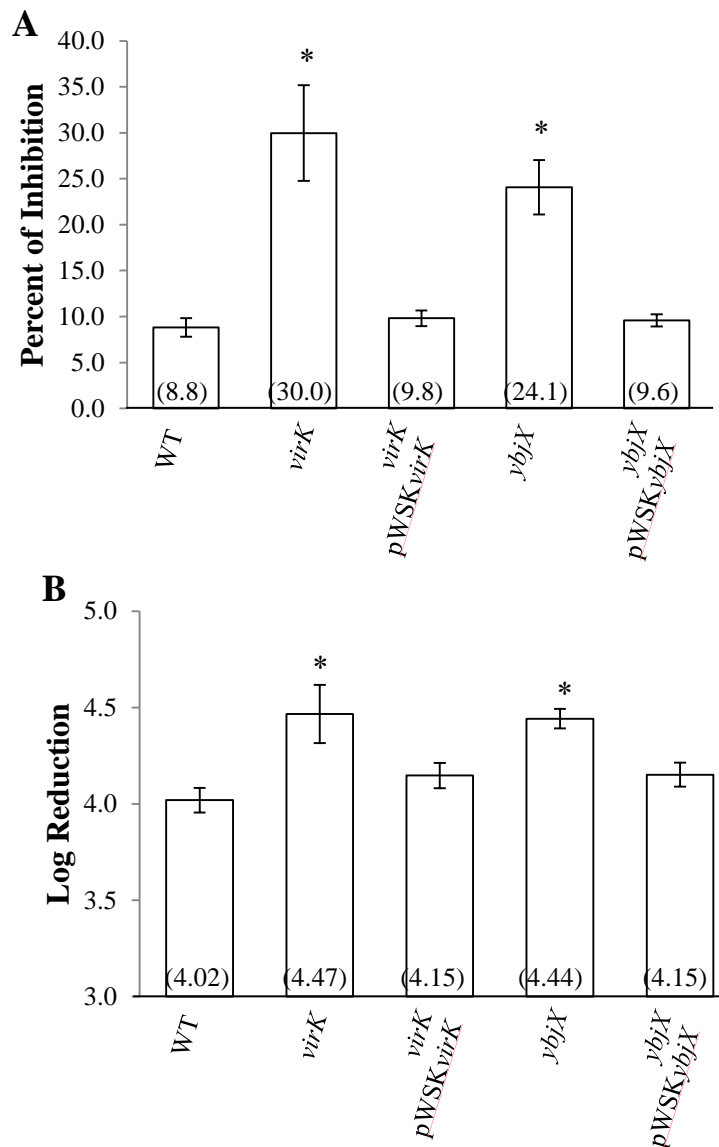 A
Percent of Inhibition
40.0
35.0
30.0
25.0
20.0
15.0
10.0
5.0
0.0
*
*
(8.8)
(30.0)
(9.8)
(24.1)
(9.6)
WT
virK
virK
pWSKvirK
ybjX
ybjX
pWSKybjX
B
Log Reduction
5.0
4.5
4.0
3.5
3.0
*
*
(4.02)
(4.47)
(4.15)
(4.44)
(4.15)
WT
virK
virK
pWSKvirK
ybjX
ybjX
pWSKybjX